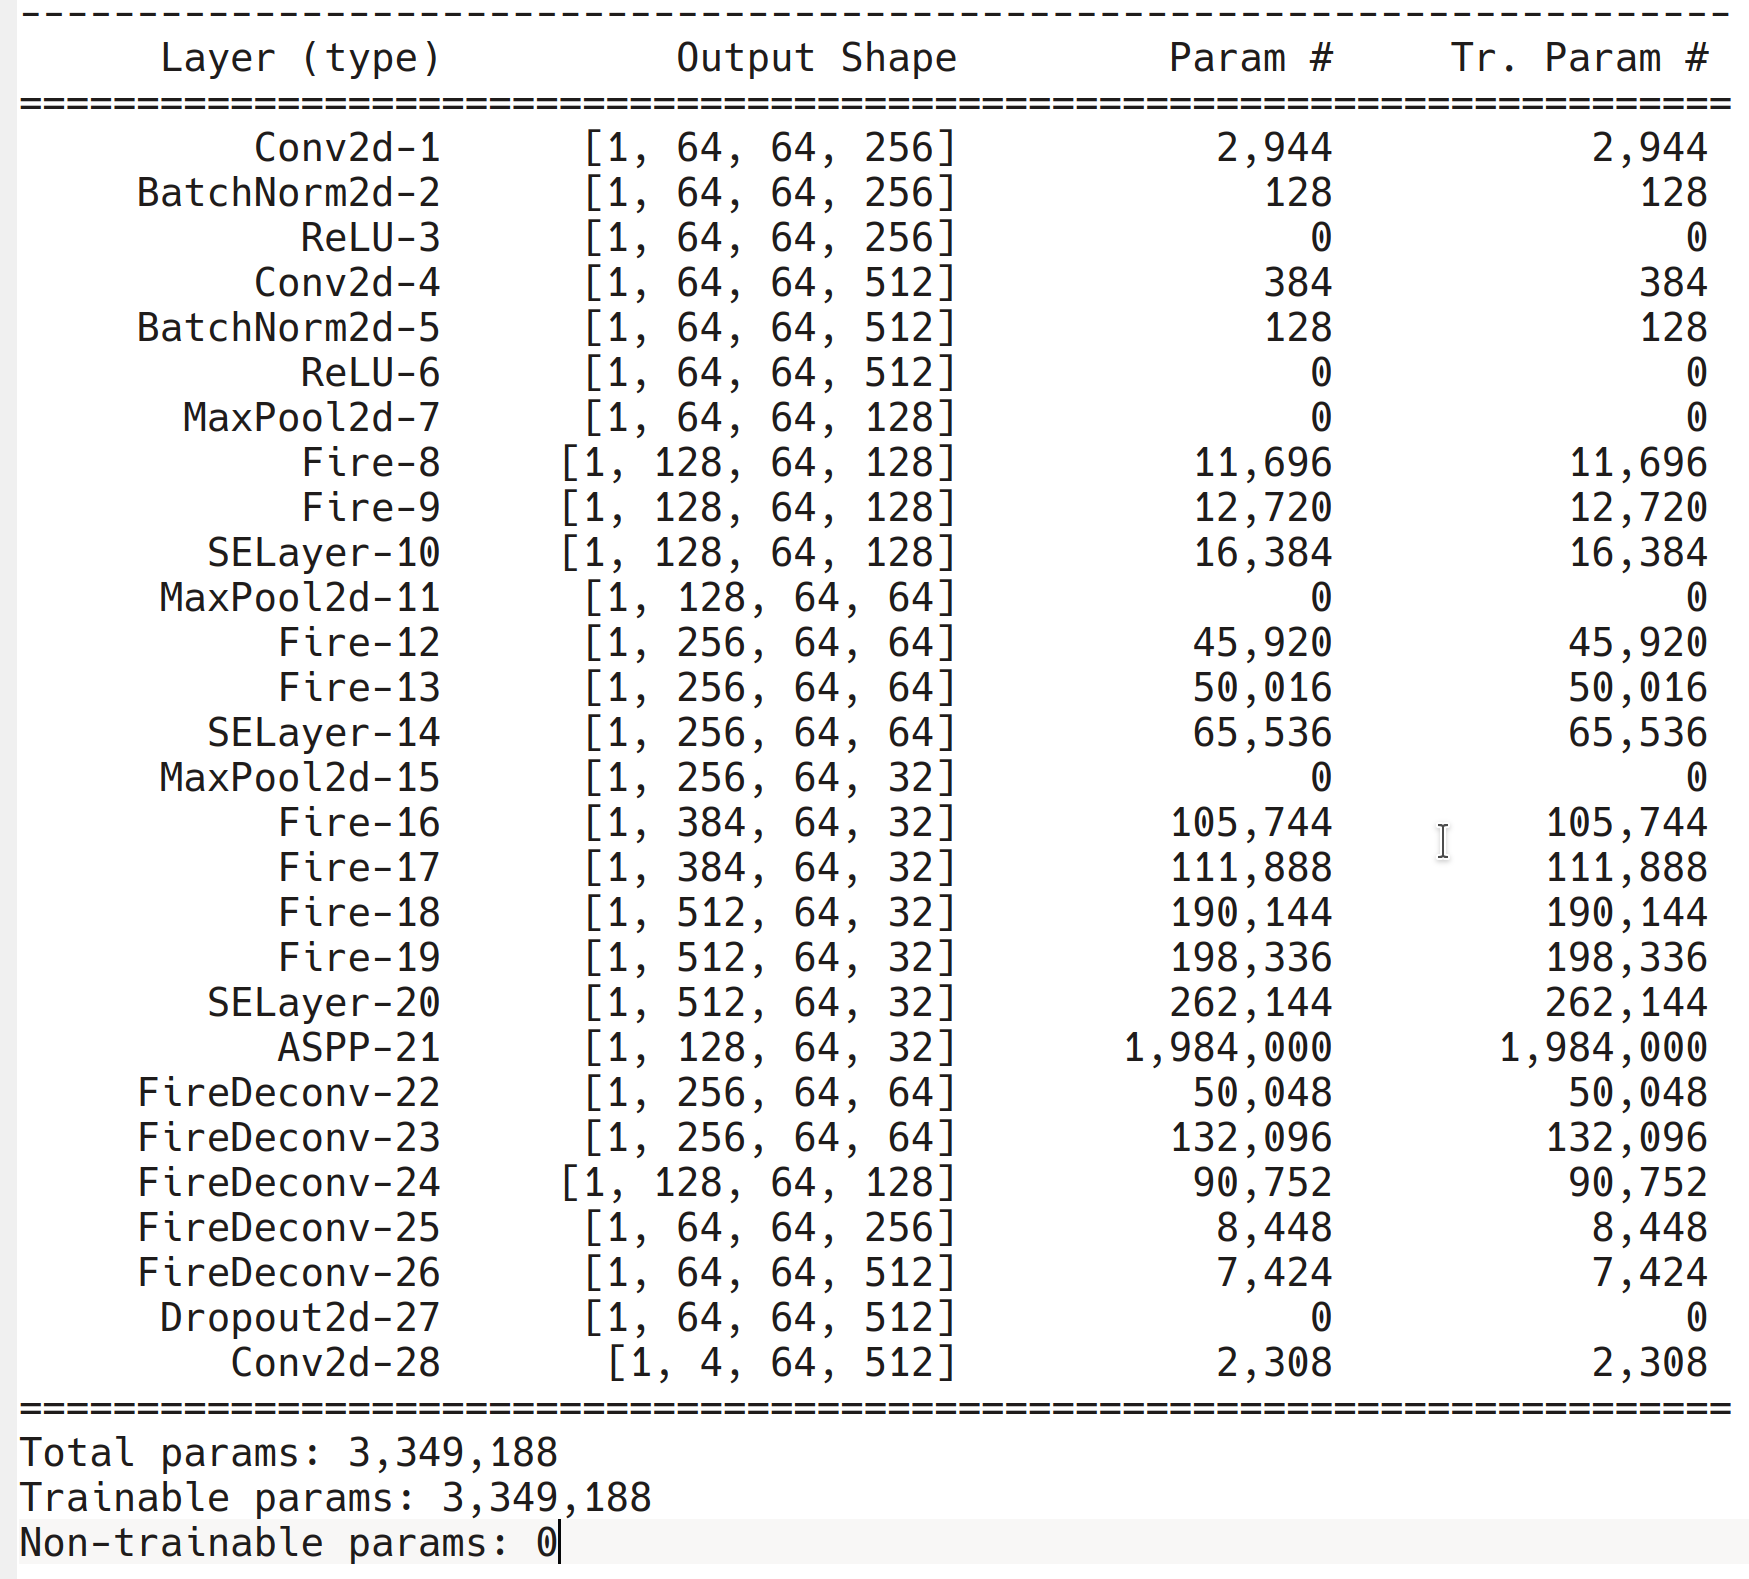 -------------------------------------------------------------------------
Layer (type) Output Shape Param # Tr. Param #
=========================================================================
Conv2d-1 [1, 64, 64, 256] 2,944 2,944
BatchNorm2d-2 [1, 64, 64, 256] 128 128
ReLU-3 [1, 64, 64, 256] 0 0
Conv2d-4 [1, 64, 64, 512] 384 384
BatchNorm2d-5 [1, 64, 64, 512] 128 128
ReLU-6 [1, 64, 64, 512] 0 0
MaxPool2d-7 [1, 64, 64, 128] 0 0
Fire-8 [1, 128, 64, 128] 11,696 11,696
Fire-9 [1, 128, 64, 128] 12,720 12,720
SELayer-10 [1, 128, 64, 128] 16,384 16,384
MaxPool2d-11 [1, 128, 64, 64] 0 0
Fire-12 [1, 256, 64, 64] 45,920 45,920
Fire-13 [1, 256, 64, 64] 50,016 50,016
SELayer-14 [1, 256, 64, 64] 65,536 65,536
MaxPool2d-15 [1, 256, 64, 32] 0 0
Fire-16 [1, 384, 64, 32] 105,744 105,744
Fire-17 [1, 384, 64, 32] 111,888 111,888
Fire-18 [1, 512, 64, 32] 190,144 190,144
Fire-19 [1, 512, 64, 32] 198,336 198,336
SELayer-20 [1, 512, 64, 32] 262,144 262,144
ASPP-21 [1, 128, 64, 32] 1,984,000 1,984,000
FireDeconv-22 [1, 256, 64, 64] 50,048 50,048
FireDeconv-23 [1, 256, 64, 64] 132,096 132,096
FireDeconv-24 [1, 128, 64, 128] 90,752 90,752
FireDeconv-25 [1, 64, 64, 256] 8,448 8,448
FireDeconv-26 [1, 64, 64, 512] 7,424 7,424
Dropout2d-27 [1, 64, 64, 512] 0 0
Conv2d-28 [1, 4, 64, 512] 2,308 2,308
=========================================================================
Total params: 3,349,188
Trainable params: 3,349,188
Non-trainable params: 0